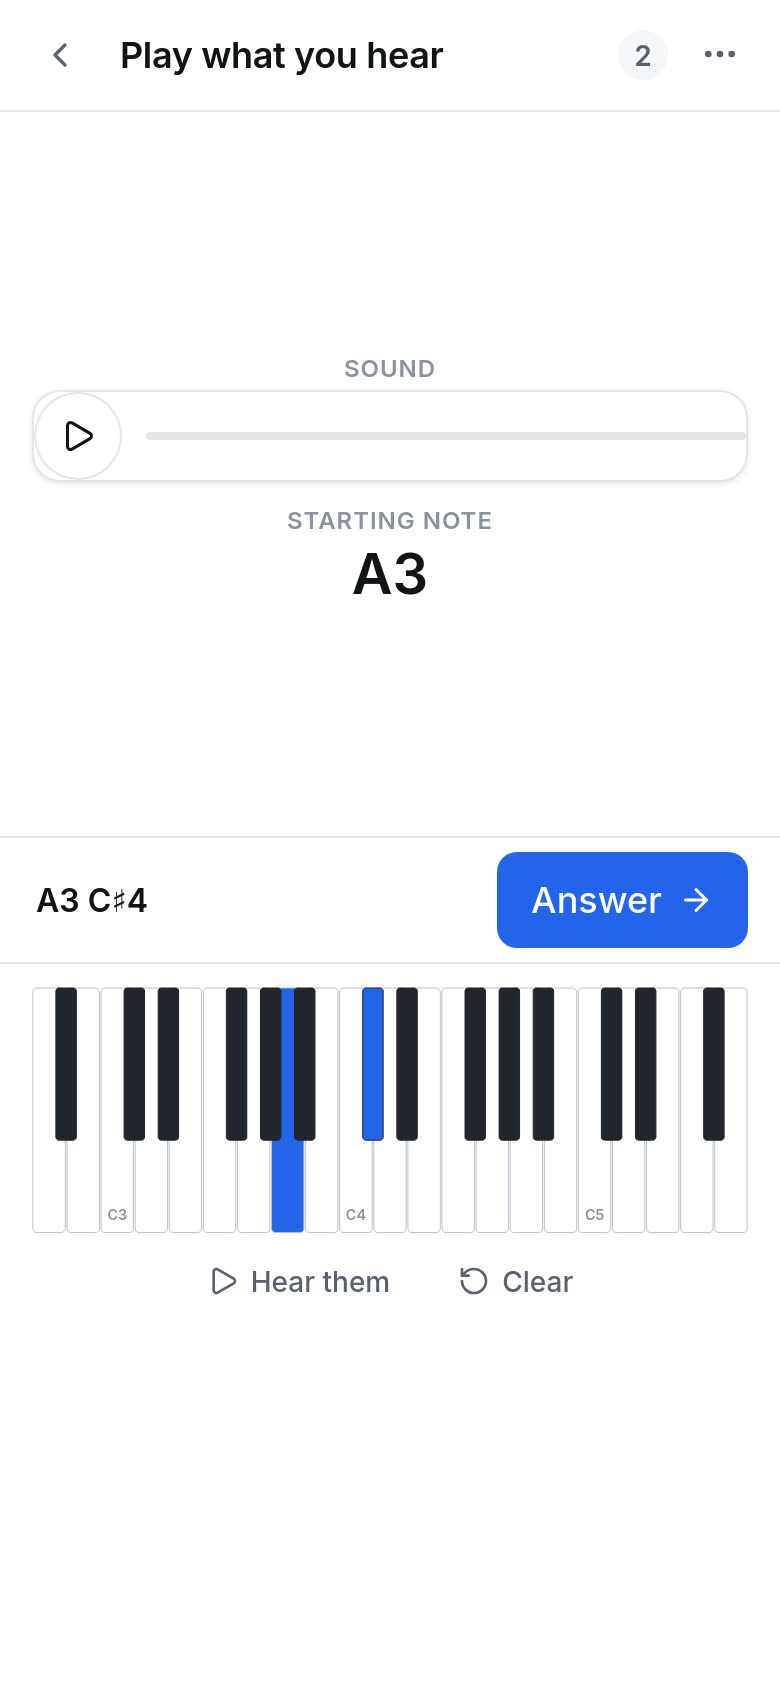 Play what you hear
2
SOUND
STARTING NOTE
A3
A3 C♯4
Answer
C3
C4
C5
Hear them
Clear